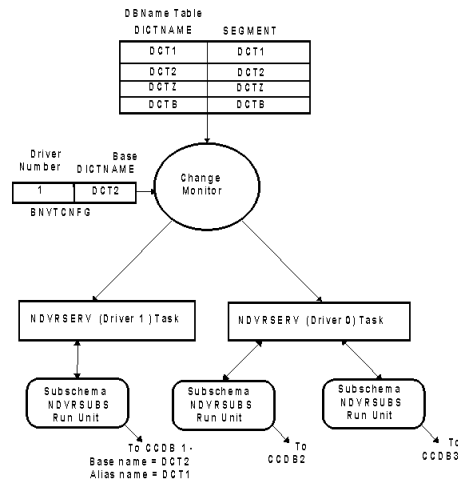 DBName Table
DICTNAME SEGMENT
DCT1 DCT1
DCT2 DCT2
DCTZ DCTZ
DCTB DCTB
Driver Number
Base DICTNAME
1 DCT2
BNYTCNFG
Change
Monitor
NDVRSERV (Driver 1) Task
NDVRSERV (Driver 0) Task
Subschema
NDVRSUBS
Run Unit
Subschema
NDVRSUBS
Run Unit
Subschema
NDVRSUBS
Run Unit
To CCDB 1 -
Base name = DCT2
Alias name = DCT1
To
CCDB2
To
CCDB3